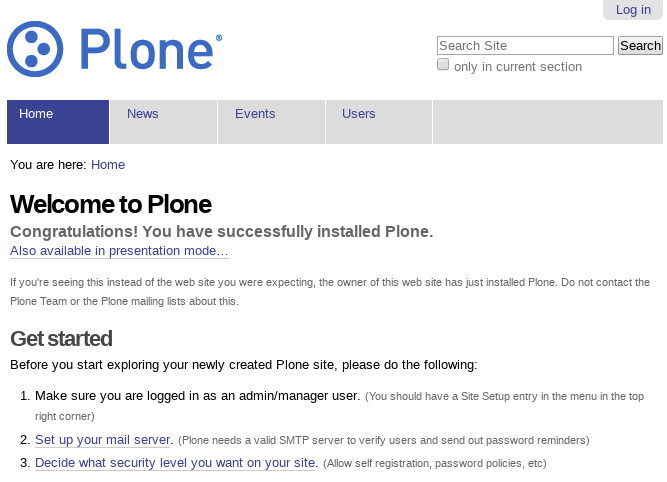 Log in
Plone®
Search Site
Search
only in current section
Home
News
Events
Users
You are here: Home
Welcome to Plone
Congratulations! You have successfully installed Plone.
Also available in presentation mode…
If you're seeing this instead of the web site you were expecting, the owner of this web site has just installed Plone. Do not contact the
Plone Team or the Plone mailing lists about this.
Get started
Before you start exploring your newly created Plone site, please do the following:
1. Make sure you are logged in as an admin/manager user. (You should have a Site Setup entry in the menu in the top
right corner)
2. Set up your mail server. (Plone needs a valid SMTP server to verify users and send out password reminders)
3. Decide what security level you want on your site. (Allow self registration, password policies, etc)